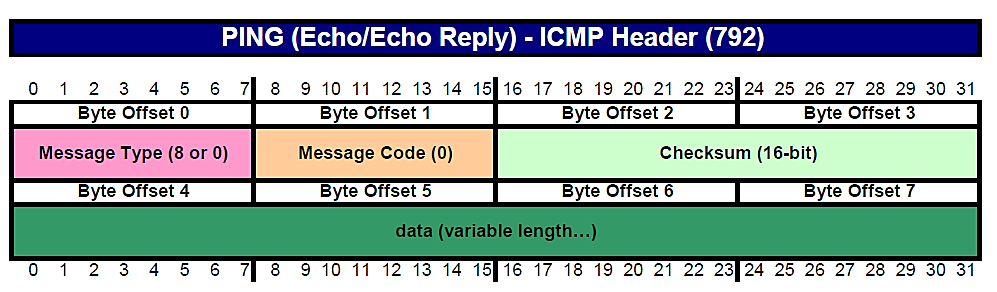 PING (Echo/Echo Reply) - ICMP Header (792)
0 1 2 3 4 5 6 7 8 9 10 11 12 13 14 15 16 17 18 19 20 21 22 23 24 25 26 27 28 29 30 31
Byte Offset 0 Byte Offset 1 Byte Offset 2 Byte Offset 3
Message Type (8 or 0) Message Code (0) Checksum (16-bit)
Byte Offset 4 Byte Offset 5 Byte Offset 6 Byte Offset 7
data (variable length…)
0 1 2 3 4 5 6 7 8 9 10 11 12 13 14 15 16 17 18 19 20 21 22 23 24 25 26 27 28 29 30 31